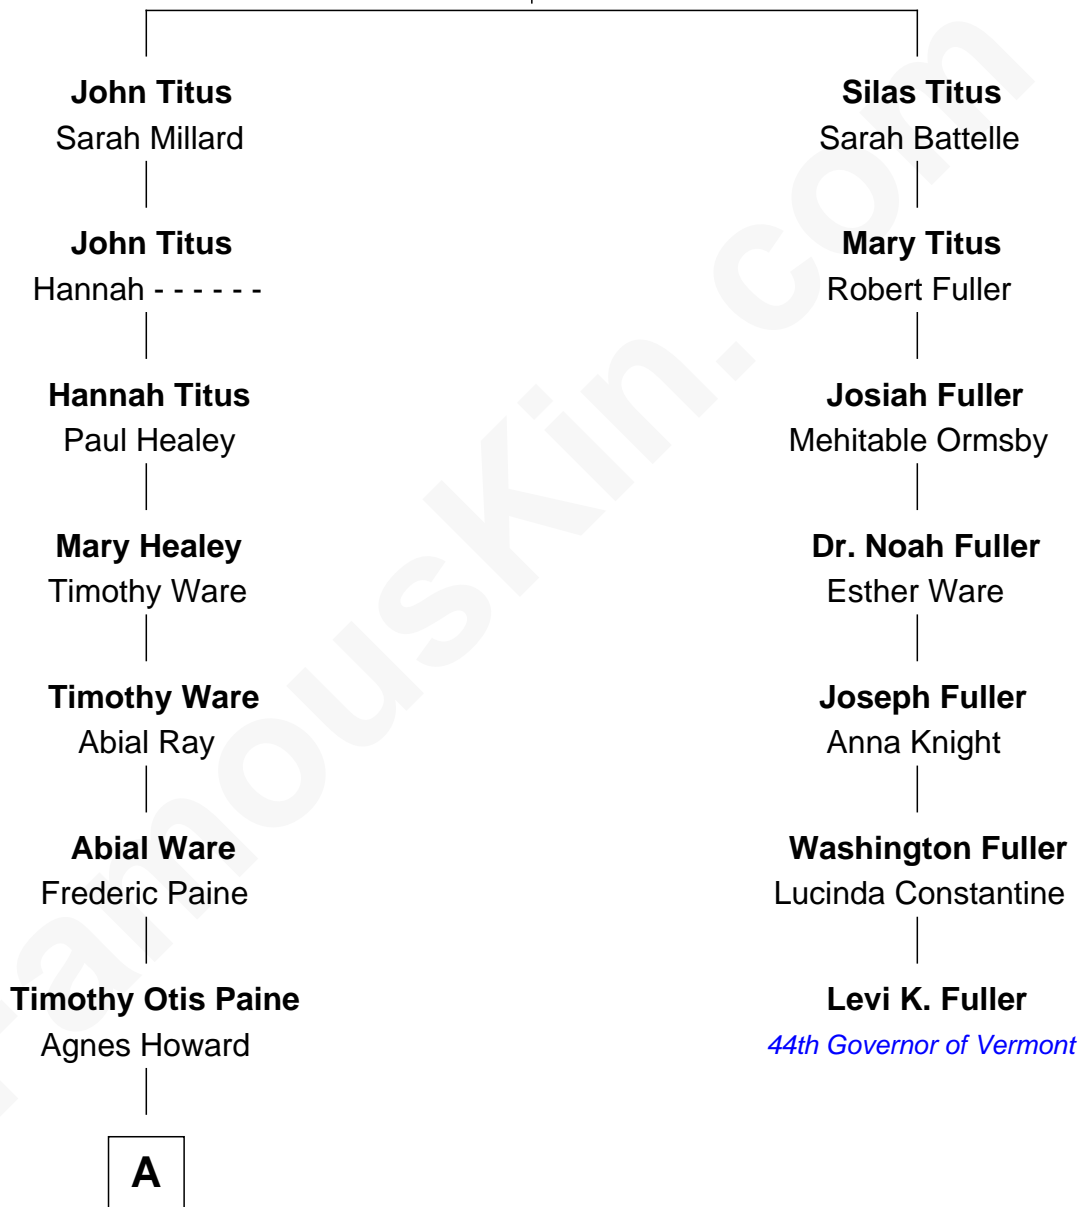 John Titus
Sarah Millard
John Titus
Hannah - - - - - -
Hannah Titus
Paul Healey
Mary Healey
Timothy Ware
Timothy Ware
Abial Ray
Abial Ware
Frederic Paine
Timothy Otis Paine
Agnes Howard
A
Silas Titus
Sarah Battelle
Mary Titus
Robert Fuller
Josiah Fuller
Mehitable Ormsby
Dr. Noah Fuller
Esther Ware
Joseph Fuller
Anna Knight
Washington Fuller
Lucinda Constantine
Levi K. Fuller
44th Governor of Vermont
FamousKin.com